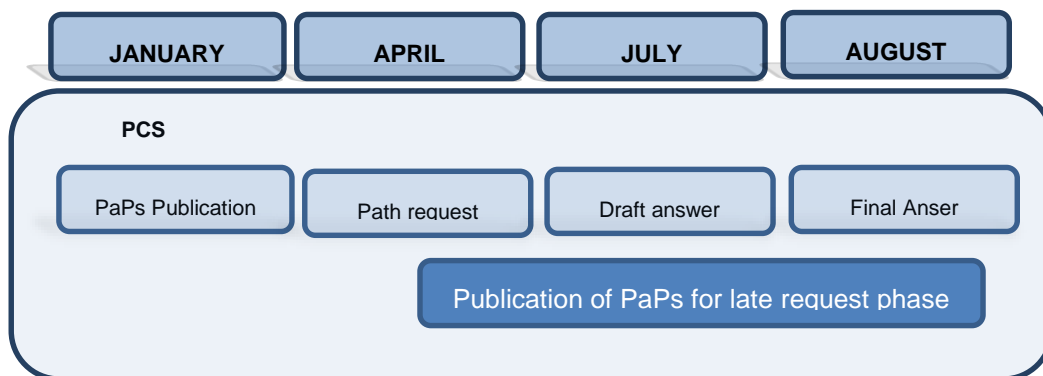 JANUARY APRIL JULY AUGUST
PCS
PaPs Publication Path request Draft answer Final Anser
Publication of PaPs for late request phase